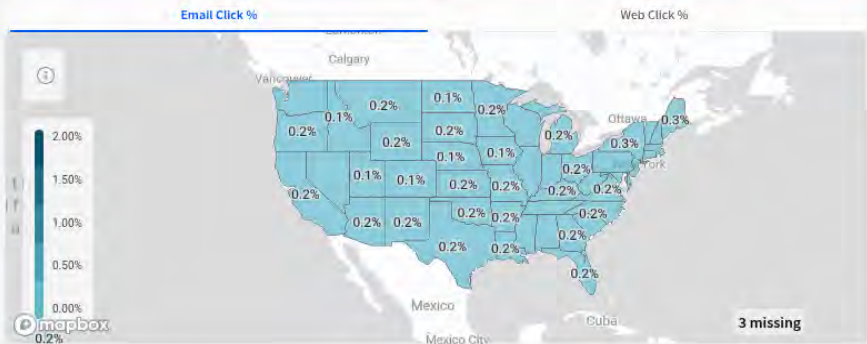 Email Click % Web Click %
Calgary
Vancouver
0.1%
0.2% 0.2%
0.1% Ottawa 0.3%
0.2% 0.2% 0.2% 0.3%
2.00% 0.2%
0.1% 0.1% New York
1.50% 0.1% 0.1% 0.2%
0.2% 0.2% 0.2% 0.2% 0.2%
1.00% 0.2% 0.2% 0.2% 0.2% 0.2%
0.2%
0.50% 0.2% 0.2%
0.2%
0.00% Mexico
mapbox Cuba 3 missing
0.2% Mexico City